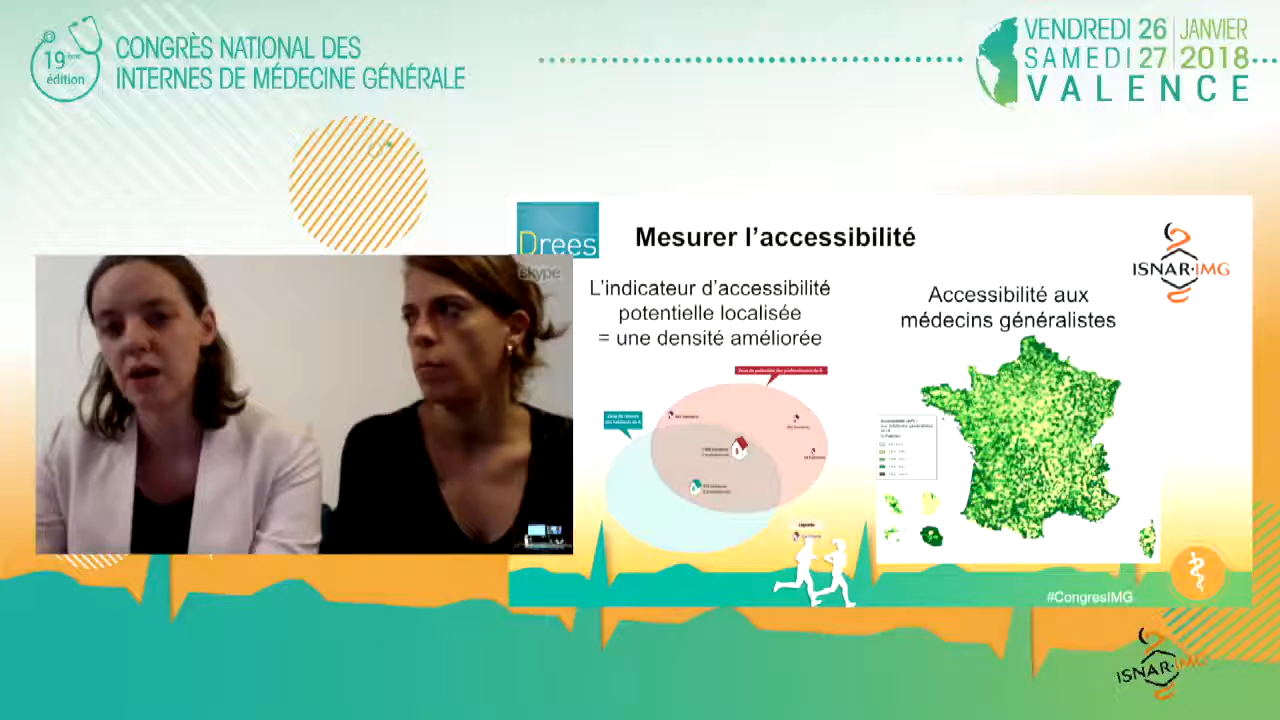 19ème
édition
CONGRÈS NATIONAL DES
INTERNES DE MÉDECINE GÉNÉRALE
VENDREDI 26 JANVIER
SAMEDI 27 2018
VALENCE
Drees
skype
Mesurer l'accessibilité
ISNAR-IMG
L'indicateur d'accessibilité
potentielle localisée
= une densité améliorée
Accessibilité aux
médecins généralistes
Légende
#CongresIMG
ISNAR-IMG